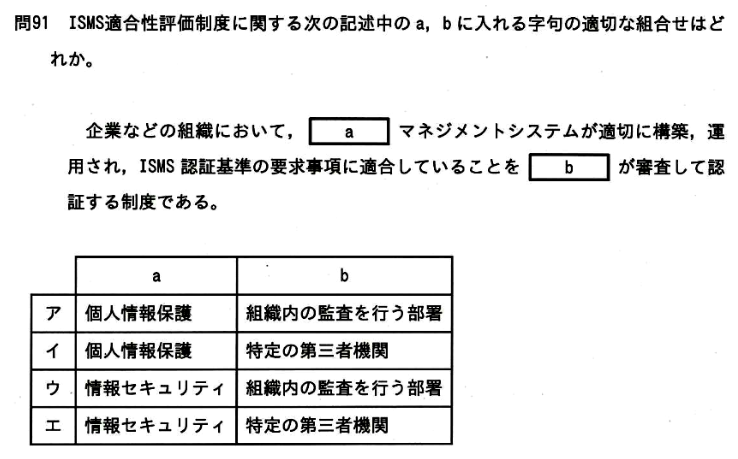 問91 ISMS適合性評価制度に関する次の記述中の a，b に入れる字句の適切な組合せはど
れか。
企業などの組織において， a マネジメントシステムが適切に構築，運
用され，ISMS 認証基準の要求事項に適合していることを b が審査して認
証する制度である。
a b
ア 個人情報保護 組織内の監査を行う部署
イ 個人情報保護 特定の第三者機関
ウ 情報セキュリティ 組織内の監査を行う部署
エ 情報セキュリティ 特定の第三者機関